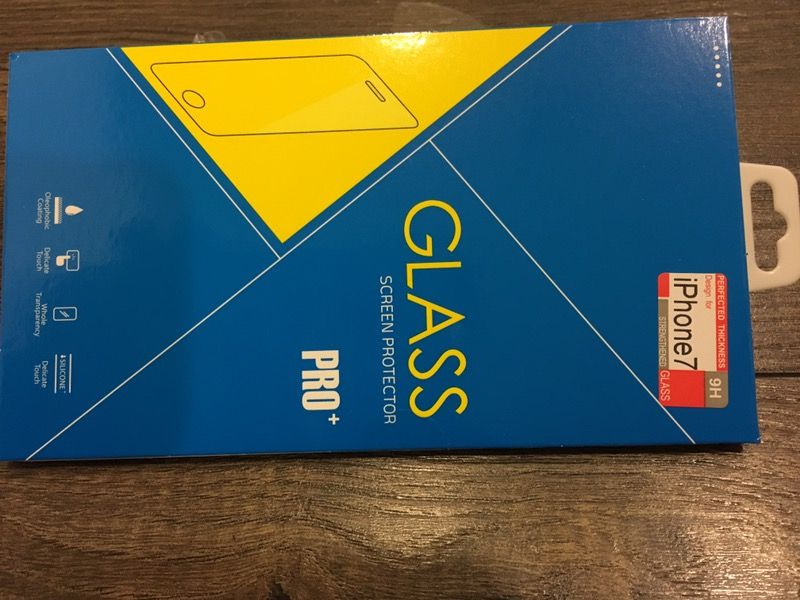 PERFECTED THICKNESS
Design for
iPhone7
9H
STRENGTHENED GLASS
GLASS
SCREEN PROTECTOR
PRO+
Oleophobic
Coating
Delicate
Touch
Whole
Transparency
SILICONE
Delicate
Touch